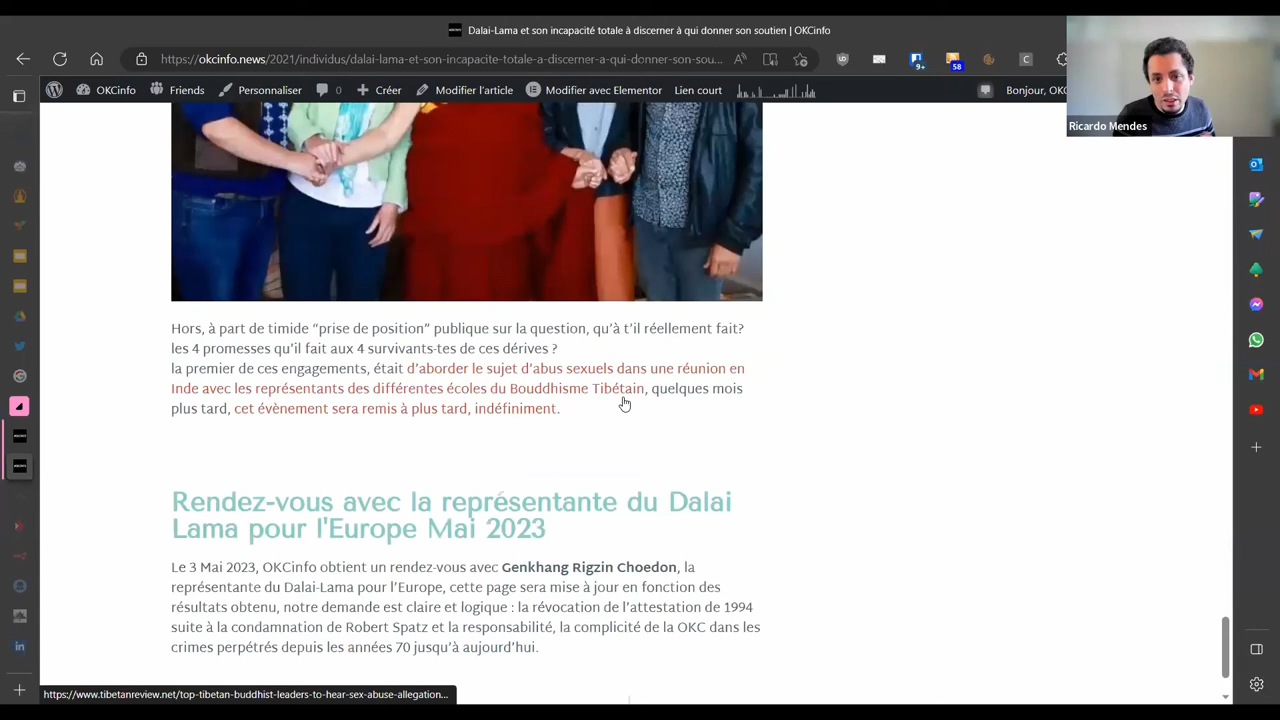 Dalai-Lama et son incapacité totale à discerner à qui donner son soutien | OKCinfo
https://okcinfo.news/2021/individus/dalai-lama-et-son-incapacite-totale-a-discerner-a-qui-donner-son-sou...
9+
58
OKCinfo
Friends
Personnaliser
0
Créer
Modifier l'article
Modifier avec Elementor
Lien court
Bonjour, OKC
Ricardo Mendes
Hors, à part de timide “prise de position” publique sur la question, qu’à t’il réellement fait?
les 4 promesses qu’il fait aux 4 survivants-tes de ces dérives ?
la premier de ces engagements, était d’aborder le sujet d’abus sexuels dans une réunion en
Inde avec les représentants des différentes écoles du Bouddhisme Tibétain, quelques mois
plus tard, cet évènement sera remis à plus tard, indéfiniment.
Rendez-vous avec la représentante du Dalai
Lama pour l'Europe Mai 2023
Le 3 Mai 2023, OKCinfo obtient un rendez-vous avec Genkhang Rigzin Choedon, la
représentante du Dalai-Lama pour l’Europe, cette page sera mise à jour en fonction des
résultats obtenu, notre demande est claire et logique : la révocation de l’attestation de 1994
suite à la condamnation de Robert Spatz et la responsabilité, la complicité de la OKC dans les
crimes perpétrés depuis les années 70 jusqu’à aujourd’hui.
https://www.tibetanreview.net/top-tibetan-buddhist-leaders-to-hear-sex-abuse-allegation...